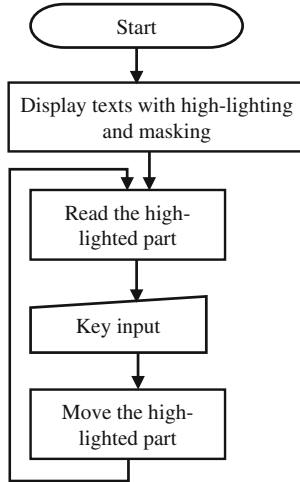 Start
Display texts with high-lighting
and masking
Read the high-
lighted part
Key input
Move the high-
lighted part